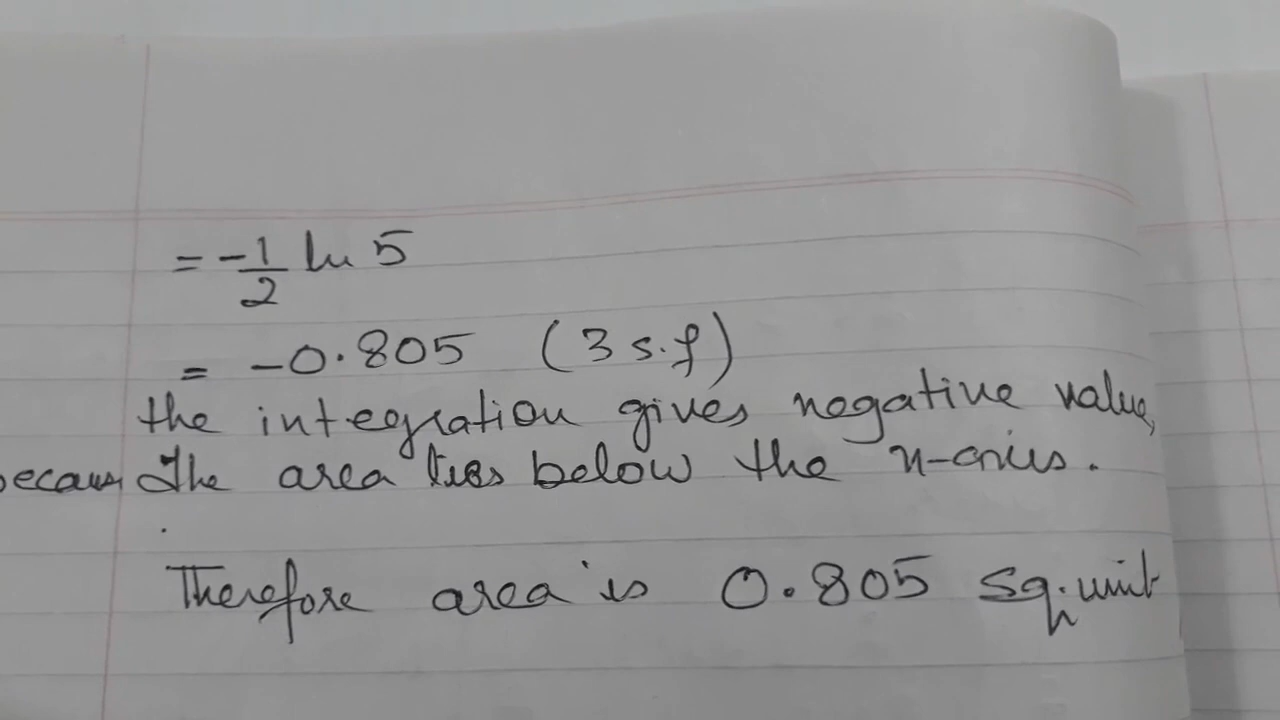 = -1/2 ln 5
= -0.805 (3 s.f)
the integration gives negative value,
because the area lies below the x-axis.
Therefore area is 0.805 sq. unit